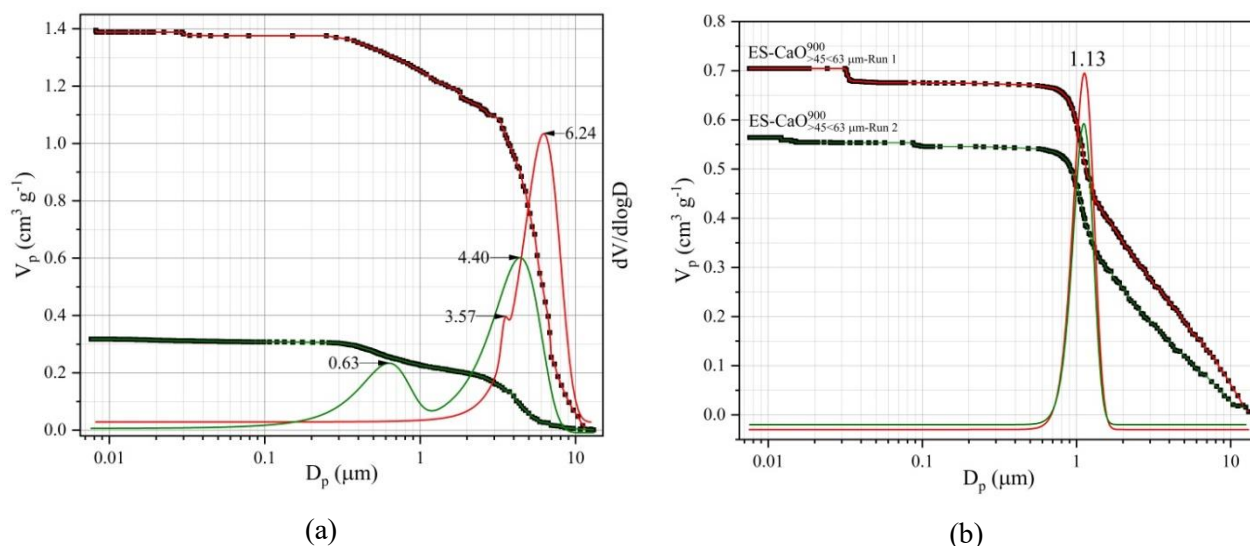 1.4
1.2
1.0
0.8
0.6
0.4
0.2
0.0
Vp (cm³ g⁻¹)
6.24
4.40
3.57
0.63
dV/dlogD
0.01 0.1 1 10
Dp (μm)
(a)
0.8
0.7
0.6
0.5
0.4
0.3
0.2
0.1
0.0
Vp (cm³ g⁻¹)
ES-CaO⁹⁰⁰>45<63 μm-Run 1
1.13
ES-CaO⁹⁰⁰>45<63 μm-Run 2
0.01 0.1 1 10
Dp (μm)
(b)